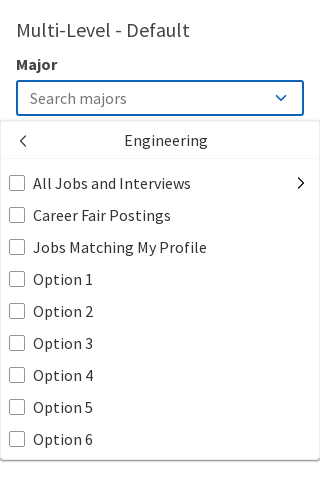 Multi-Level - Default
Major
Search majors
Engineering
All Jobs and Interviews
Career Fair Postings
Jobs Matching My Profile
Option 1
Option 2
Option 3
Option 4
Option 5
Option 6